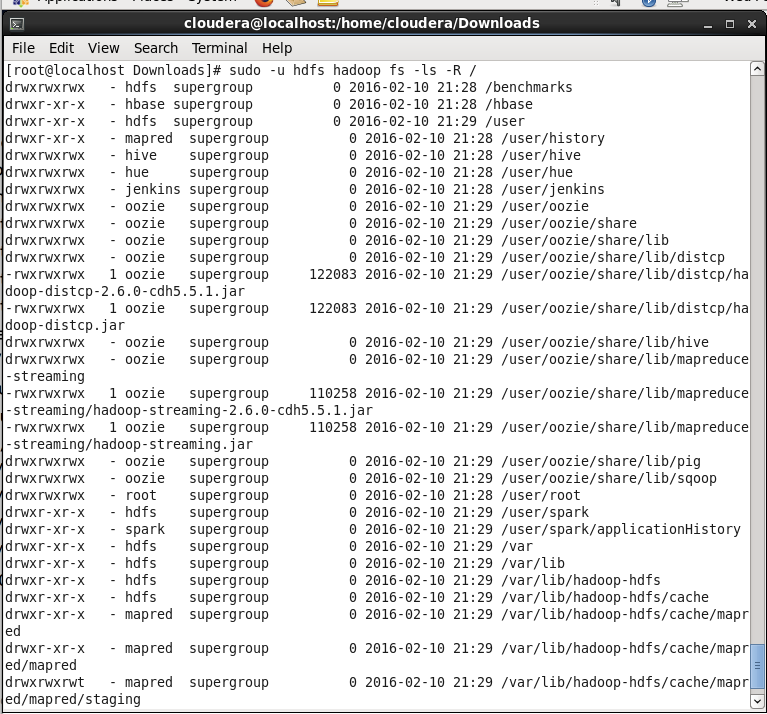 Applications Places System
cloudera@localhost:/home/cloudera/Downloads
File Edit View Search Terminal Help
[root@localhost Downloads]# sudo -u hdfs hadoop fs -ls -R /
drwxrwxrwx   - hdfs  supergroup          0 2016-02-10 21:28 /benchmarks
drwxr-xr-x   - hbase supergroup          0 2016-02-10 21:28 /hbase
drwxr-xr-x   - hdfs  supergroup          0 2016-02-10 21:29 /user
drwxr-xr-x   - mapred  supergroup          0 2016-02-10 21:28 /user/history
drwxrwxrwx   - hive    supergroup          0 2016-02-10 21:28 /user/hive
drwxrwxrwx   - hue     supergroup          0 2016-02-10 21:28 /user/hue
drwxrwxrwx   - jenkins supergroup          0 2016-02-10 21:28 /user/jenkins
drwxrwxrwx   - oozie   supergroup          0 2016-02-10 21:29 /user/oozie
drwxrwxrwx   - oozie   supergroup          0 2016-02-10 21:29 /user/oozie/share
drwxrwxrwx   - oozie   supergroup          0 2016-02-10 21:29 /user/oozie/share/lib
drwxrwxrwx   - oozie   supergroup          0 2016-02-10 21:29 /user/oozie/share/lib/distcp
-rwxrwxrwx   1 oozie   supergroup     122083 2016-02-10 21:29 /user/oozie/share/lib/distcp/ha
doop-distcp-2.6.0-cdh5.5.1.jar
-rwxrwxrwx   1 oozie   supergroup     122083 2016-02-10 21:29 /user/oozie/share/lib/distcp/ha
doop-distcp.jar
drwxrwxrwx   - oozie   supergroup          0 2016-02-10 21:29 /user/oozie/share/lib/hive
drwxrwxrwx   - oozie   supergroup          0 2016-02-10 21:29 /user/oozie/share/lib/mapreduce
-streaming
-rwxrwxrwx   1 oozie   supergroup     110258 2016-02-10 21:29 /user/oozie/share/lib/mapreduce
-streaming/hadoop-streaming-2.6.0-cdh5.5.1.jar
-rwxrwxrwx   1 oozie   supergroup     110258 2016-02-10 21:29 /user/oozie/share/lib/mapreduce
-streaming/hadoop-streaming.jar
drwxrwxrwx   - oozie   supergroup          0 2016-02-10 21:29 /user/oozie/share/lib/pig
drwxrwxrwx   - oozie   supergroup          0 2016-02-10 21:29 /user/oozie/share/lib/sqoop
drwxrwxrwx   - root    supergroup          0 2016-02-10 21:28 /user/root
drwxr-xr-x   - hdfs    supergroup          0 2016-02-10 21:29 /user/spark
drwxrwxrwx   - spark   supergroup          0 2016-02-10 21:29 /user/spark/applicationHistory
drwxr-xr-x   - hdfs    supergroup          0 2016-02-10 21:29 /var
drwxr-xr-x   - hdfs    supergroup          0 2016-02-10 21:29 /var/lib
drwxr-xr-x   - hdfs    supergroup          0 2016-02-10 21:29 /var/lib/hadoop-hdfs
drwxr-xr-x   - hdfs    supergroup          0 2016-02-10 21:29 /var/lib/hadoop-hdfs/cache
drwxr-xr-x   - mapred  supergroup          0 2016-02-10 21:29 /var/lib/hadoop-hdfs/cache/mapr
ed
drwxr-xr-x   - mapred  supergroup          0 2016-02-10 21:29 /var/lib/hadoop-hdfs/cache/mapr
ed/mapred
drwxrwxrwt   - mapred  supergroup          0 2016-02-10 21:29 /var/lib/hadoop-hdfs/cache/mapr
ed/mapred/staging